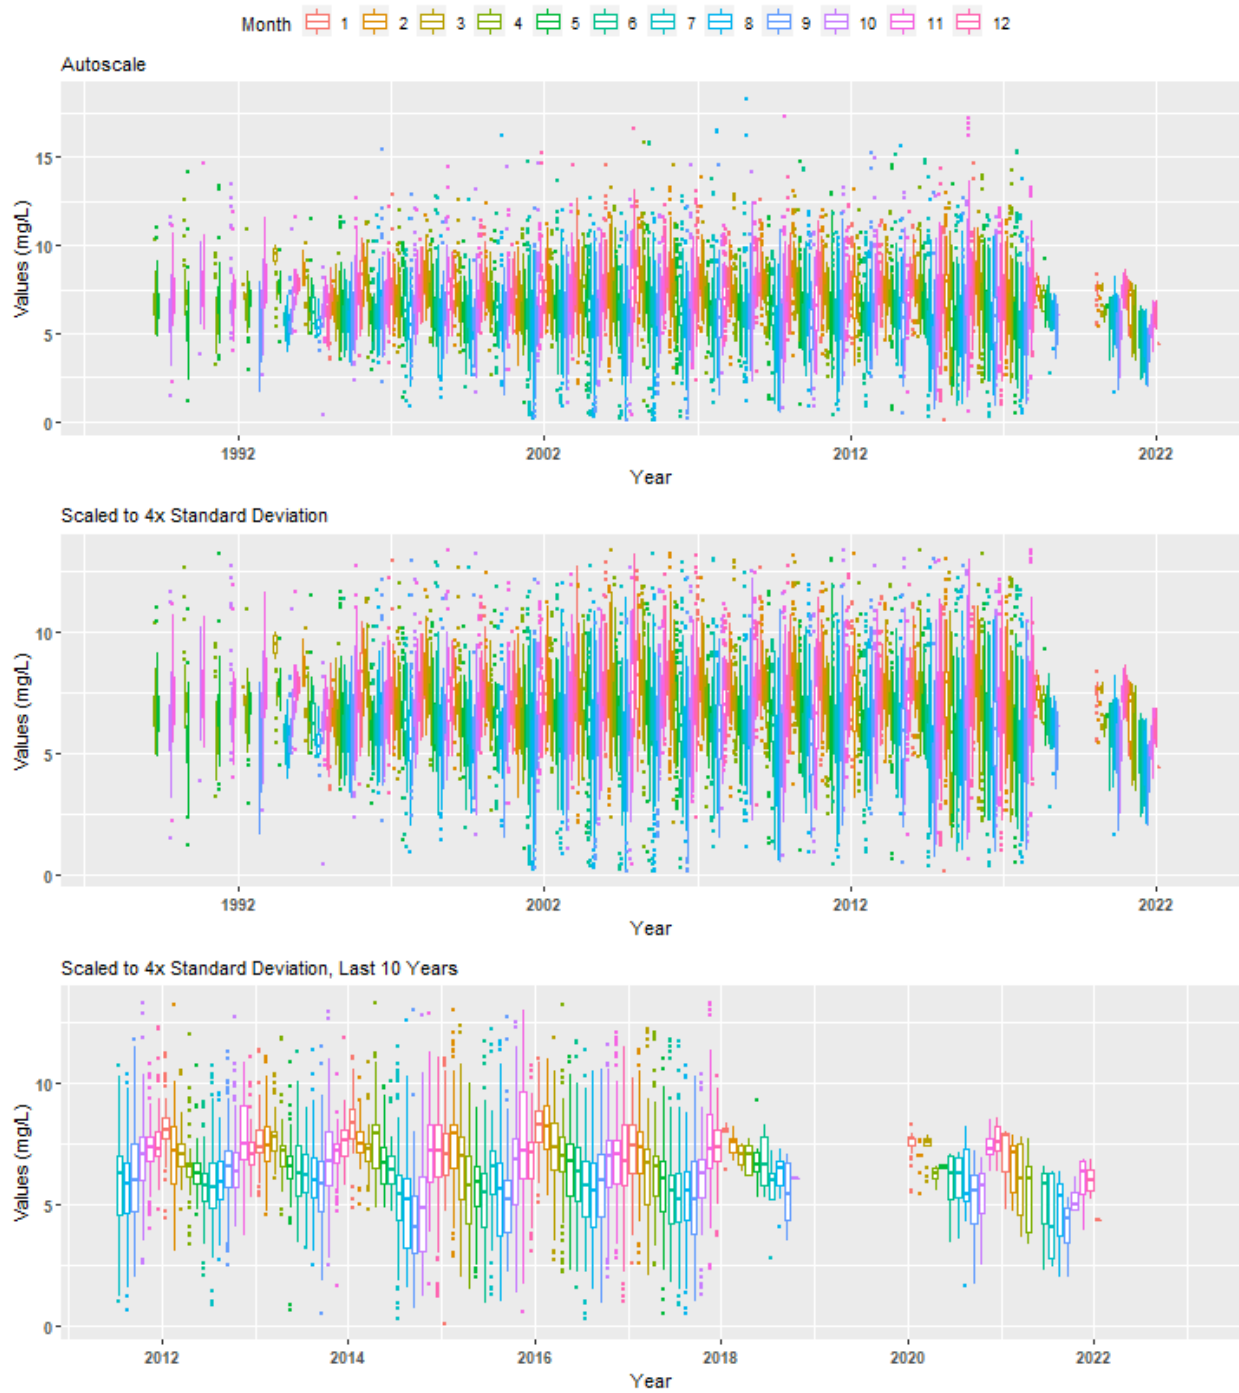 Month 1 2 3 4 5 6 7 8 9 10 11 12
Autoscale
Values (mg/L)
15
10
5
0
1992 2002 2012 2022
Year
Scaled to 4x Standard Deviation
Values (mg/L)
10
5
0
1992 2002 2012 2022
Year
Scaled to 4x Standard Deviation, Last 10 Years
Values (mg/L)
10
5
0
2012 2014 2016 2018 2020 2022
Year